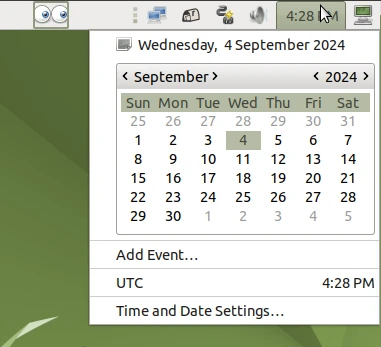 4:28 PM
Wednesday, 4 September 2024
September 2024
Sun Mon Tue Wed Thu Fri Sat
25 26 27 28 29 30 31
1 2 3 4 5 6 7
8 9 10 11 12 13 14
15 16 17 18 19 20 21
22 23 24 25 26 27 28
29 30 1 2 3 4 5
Add Event…
UTC 4:28 PM
Time and Date Settings…